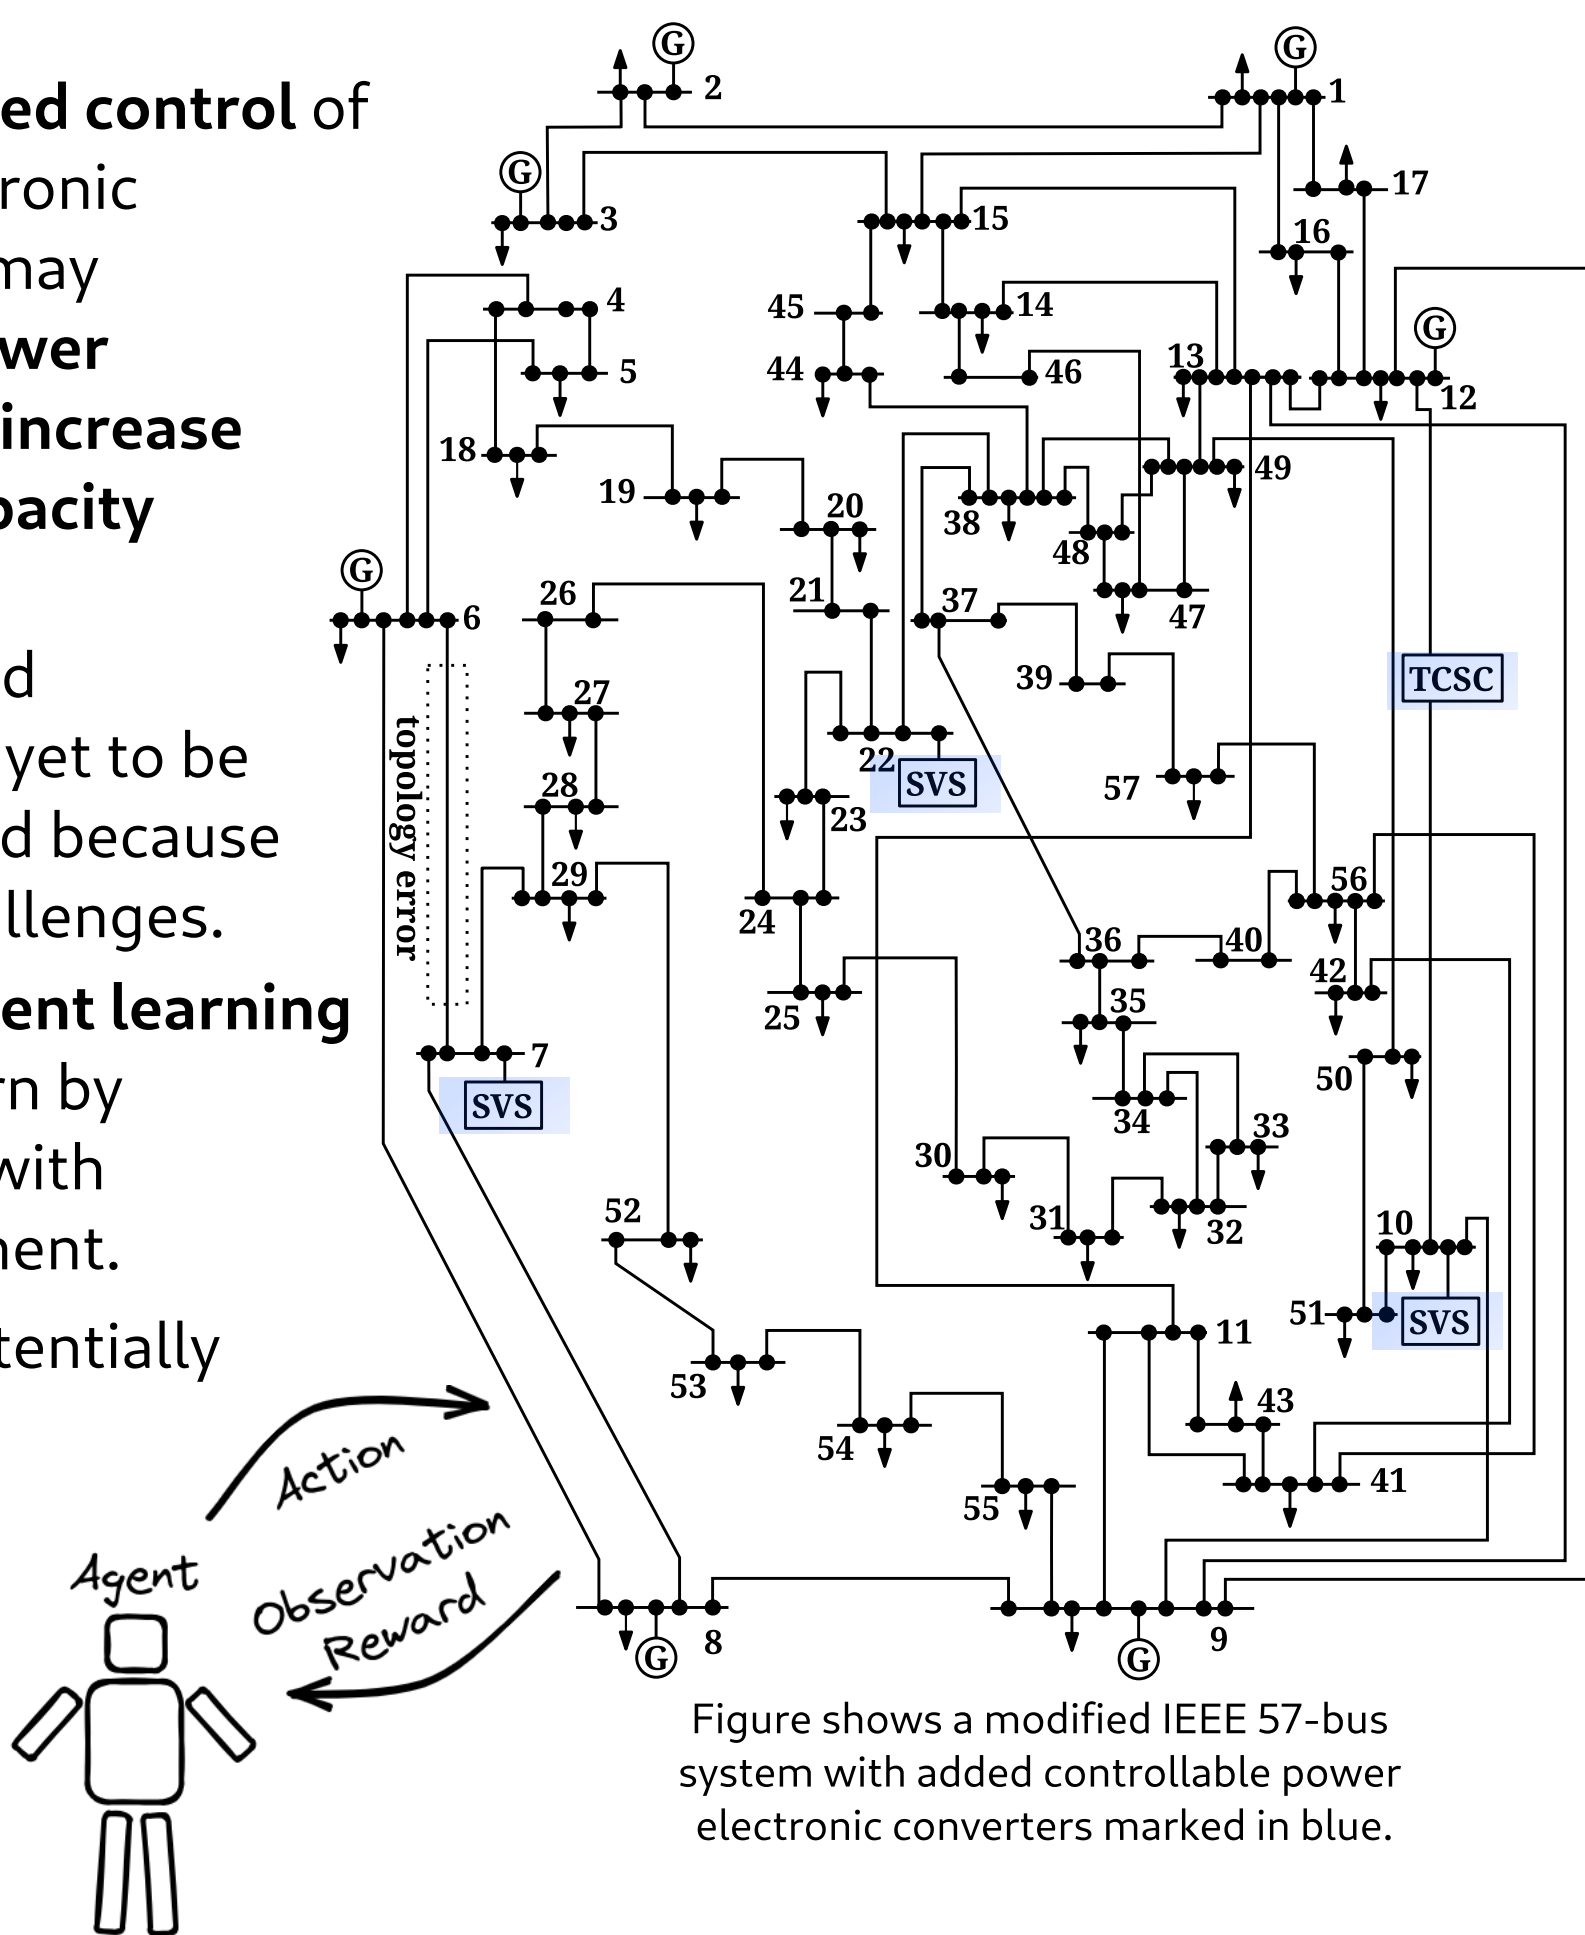 ed control of
ronic
may
wer
increase
pacity
d
yet to be
d because
llenges.
ent learning
rn by
with
nent.
tentially
G
2
G
1
G
3
15
17
16
4
45
14
G
5
44
46
13
12
18
19
20
38
49
48
G
6
26
21
37
47
39
TCSC
27
topology error
22
SVS
57
28
23
29
56
24
36
40
42
25
35
7
50
SVS
34
33
30
52
31
32
10
51
SVS
11
53
43
54
41
55
Action
Observation
Reward
Agent
8
G
9
G
Figure shows a modified IEEE 57-bus
system with added controllable power
electronic converters marked in blue.